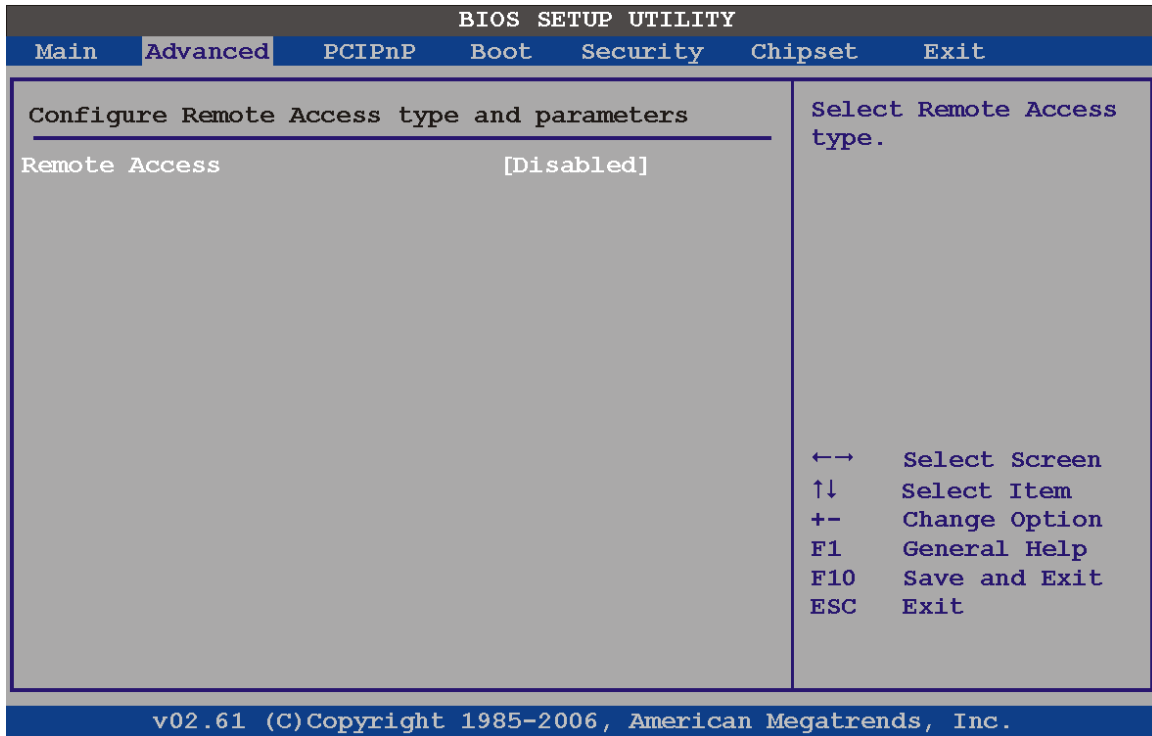 BIOS SETUP UTILITY
Main Advanced PCIPnP Boot Security Chipset Exit
Configure Remote Access type and parameters
Remote Access [Disabled]
Select Remote Access
type.
←→ Select Screen
↑↓ Select Item
+- Change Option
F1 General Help
F10 Save and Exit
ESC Exit
v02.61 (C)Copyright 1985-2006, American Megatrends, Inc.